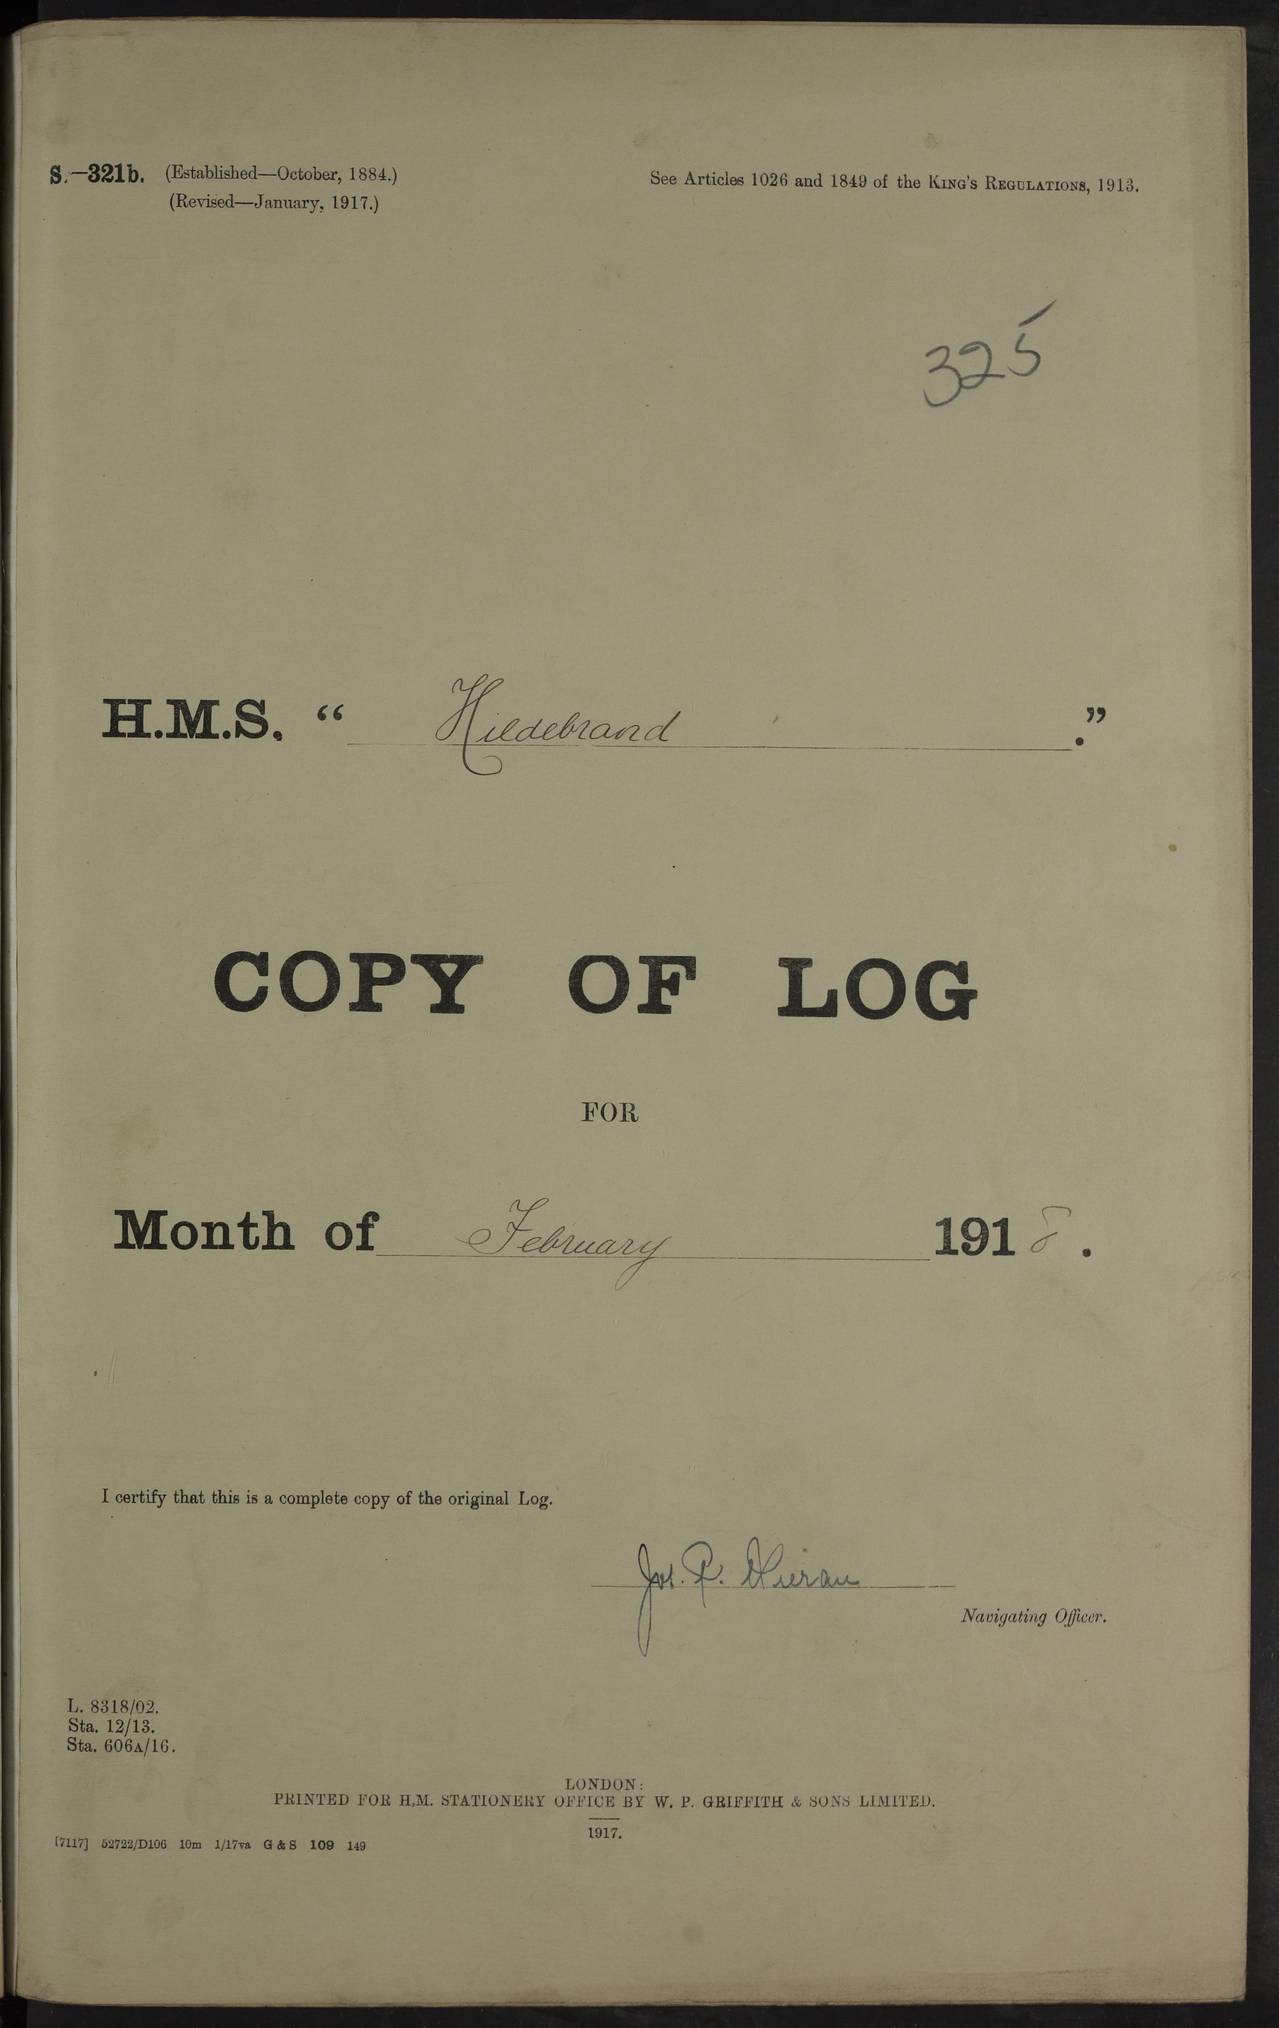 S.—321b. (Established—October, 1884.)
(Revised—January, 1917.)
See Articles 1026 and 1849 of the KING'S REGULATIONS, 1913.
325
H.M.S. “ Hildebrand .”
COPY OF LOG
FOR
Month of February 1918.
I certify that this is a complete copy of the original Log.
Jos. P.
Navigating Officer.
L. 8318/02.
Sta. 12/13.
Sta. 606A/16.
LONDON:
PRINTED FOR H.M. STATIONERY OFFICE BY W. P. GRIFFITH & SONS LIMITED.
1917.
[7117] 52722/D106 10m 1/17va G & S 109 149